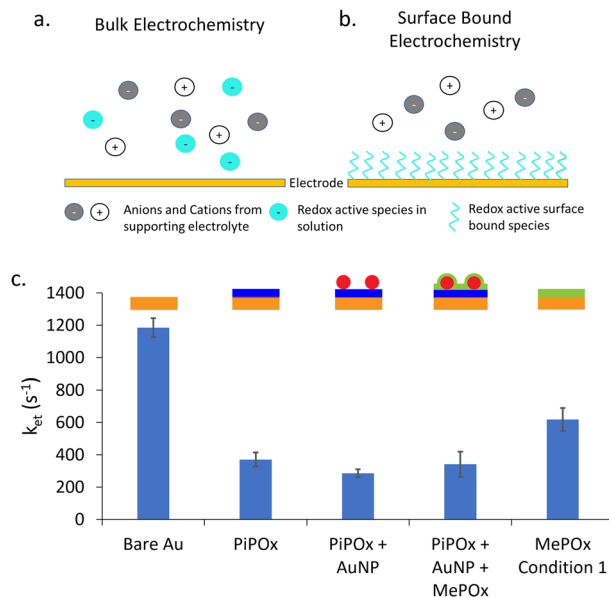 a.
Bulk Electrochemistry
b.
Surface Bound
Electrochemistry
- + -
- - -
+ + -
-
+
- + -
+ -
Electrode
- + Anions and Cations from
supporting electrolyte
- Redox active species in
solution
Redox active surface
bound species
c.
1400
1200
1000
800
600
400
200
0
k_et (s⁻¹)
Bare Au
PiPOx
PiPOx +
AuNP
PiPOx +
AuNP +
MePOx
MePOx
Condition 1